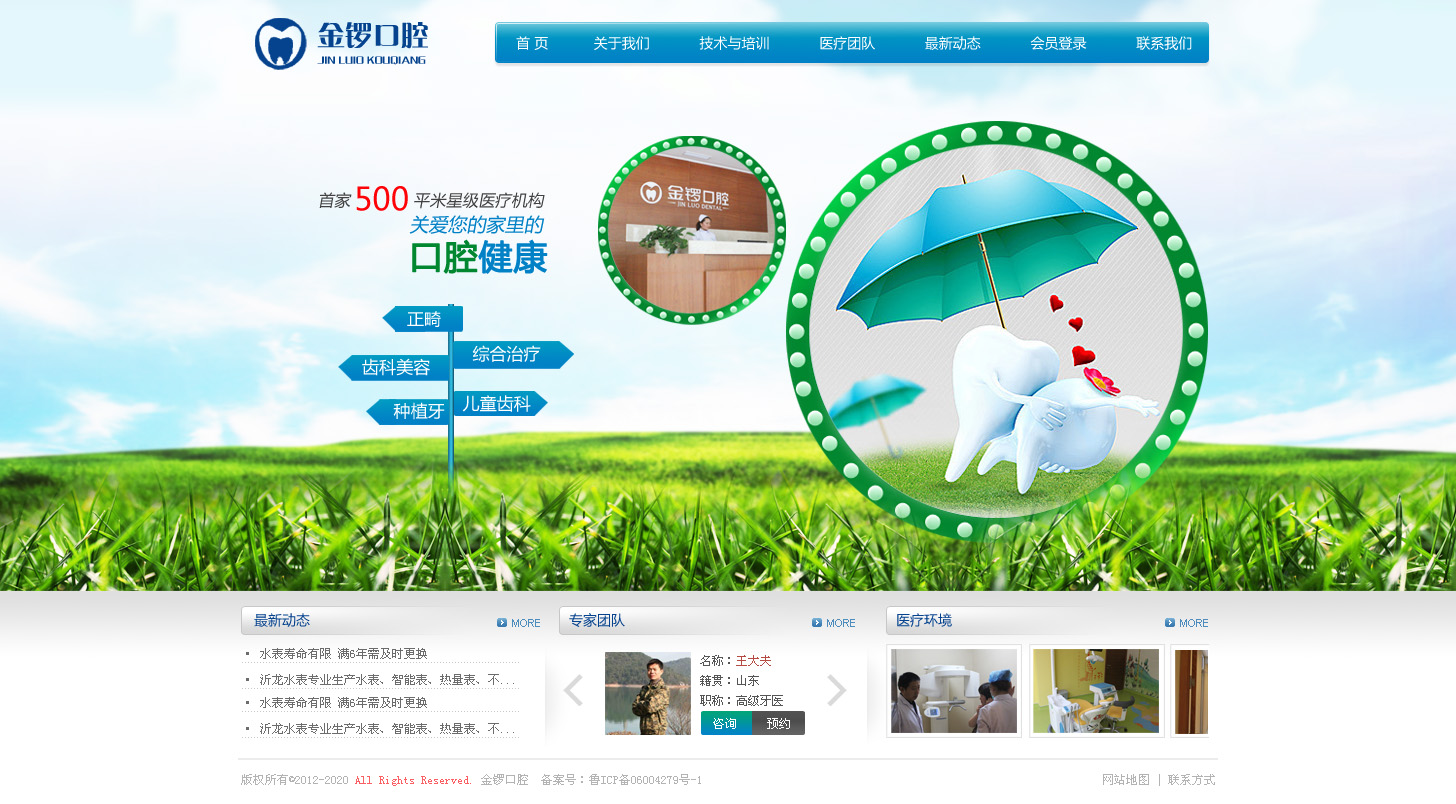 金锣口腔
JIN LUO KOUQIANG
首 页 关于我们 技术与培训 医疗团队 最新动态 会员登录 联系我们
金锣口腔
JIN LUO DENTAL
首家500平米星级医疗机构
关爱您的家里的
口腔健康
正畸
综合治疗
齿科美容
儿童齿科
种植牙
最新动态 MORE
水表寿命有限 满6年需及时更换
沂龙水表专业生产水表、智能表、热量表、不...
水表寿命有限 满6年需及时更换
沂龙水表专业生产水表、智能表、热量表、不...
专家团队 MORE
名称：王大夫
籍贯：山东
职称：高级牙医
咨询 预约
医疗环境 MORE
版权所有©2012-2020 All Rights Reserved. 金锣口腔 备案号：鲁ICP备06004279号-1
网站地图 | 联系方式